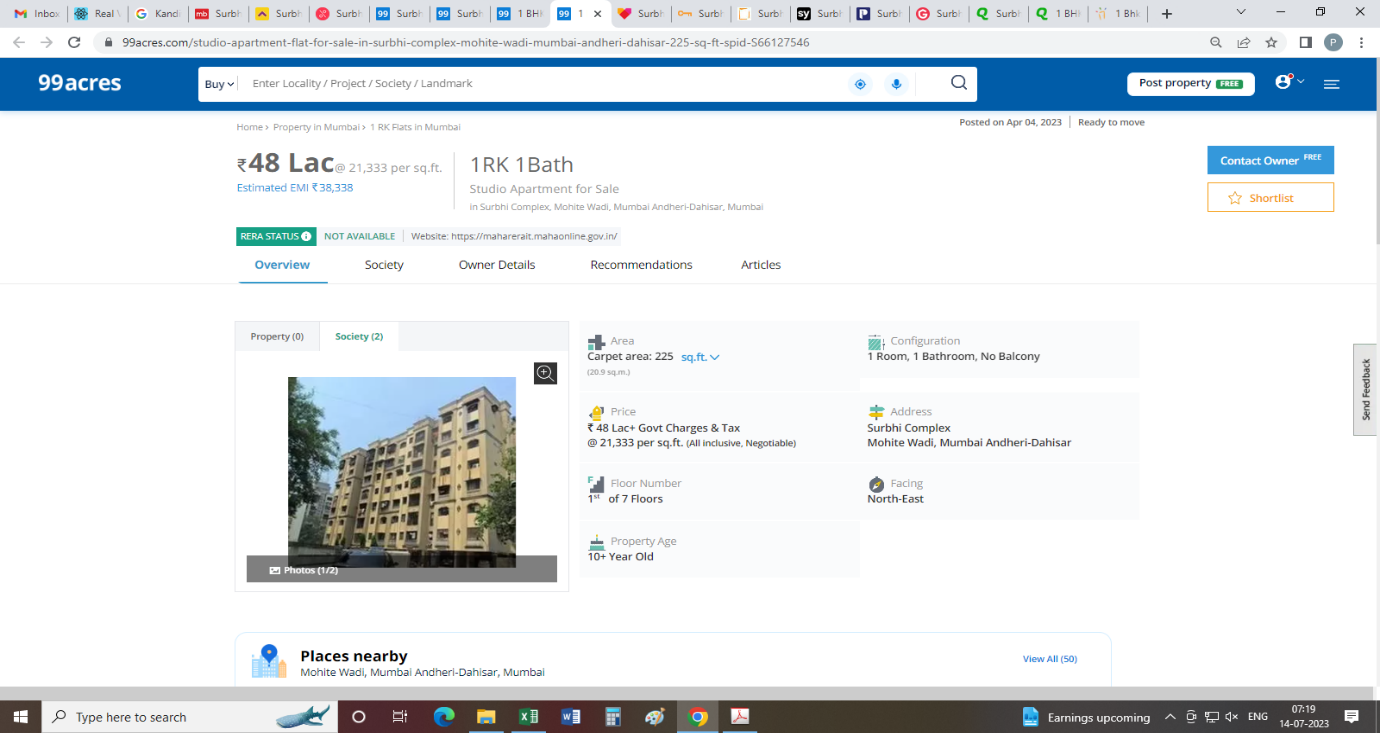 Inbox
Real V
Kandi
Surbh
Surbh
Surbh
Surbh
Surbh
1 BHK
1
Surbh
Surbh
Surbh
Surbh
Surbh
Surbh
Surbh
1 BHK
1 Bhk
99acres.com/studio-apartment-flat-for-sale-in-surbhi-complex-mohite-wadi-mumbai-andheri-dahisar-225-sq-ft-spid-S66127546
P
99acres
Buy
Enter Locality / Project / Society / Landmark
Post property FREE
Home › Property in Mumbai › 1 RK Flats in Mumbai
Posted on Apr 04, 2023 | Ready to move
₹48 Lac @ 21,333 per sq.ft.
Estimated EMI ₹38,338
1RK 1Bath
Studio Apartment for Sale
in Surbhi Complex, Mohite Wadi, Mumbai Andheri-Dahisar, Mumbai
Contact Owner FREE
Shortlist
RERA STATUS NOT AVAILABLE | Website: https://maharerait.mahaonline.gov.in/
Overview Society Owner Details Recommendations Articles
Property (0) Society (2)
Photos (1/2)
Area
Carpet area: 225 sq.ft.
(20.9 sq.m.)
Configuration
1 Room, 1 Bathroom, No Balcony
Price
₹ 48 Lac+ Govt Charges & Tax
@ 21,333 per sq.ft. (All inclusive, Negotiable)
Address
Surbhi Complex
Mohite Wadi, Mumbai Andheri-Dahisar
Floor Number
1st of 7 Floors
Facing
North-East
Property Age
10+ Year Old
Send Feedback
Places nearby
Mohite Wadi, Mumbai Andheri-Dahisar, Mumbai
View All (50)
Type here to search
Earnings upcoming
ENG
07:19
14-07-2023